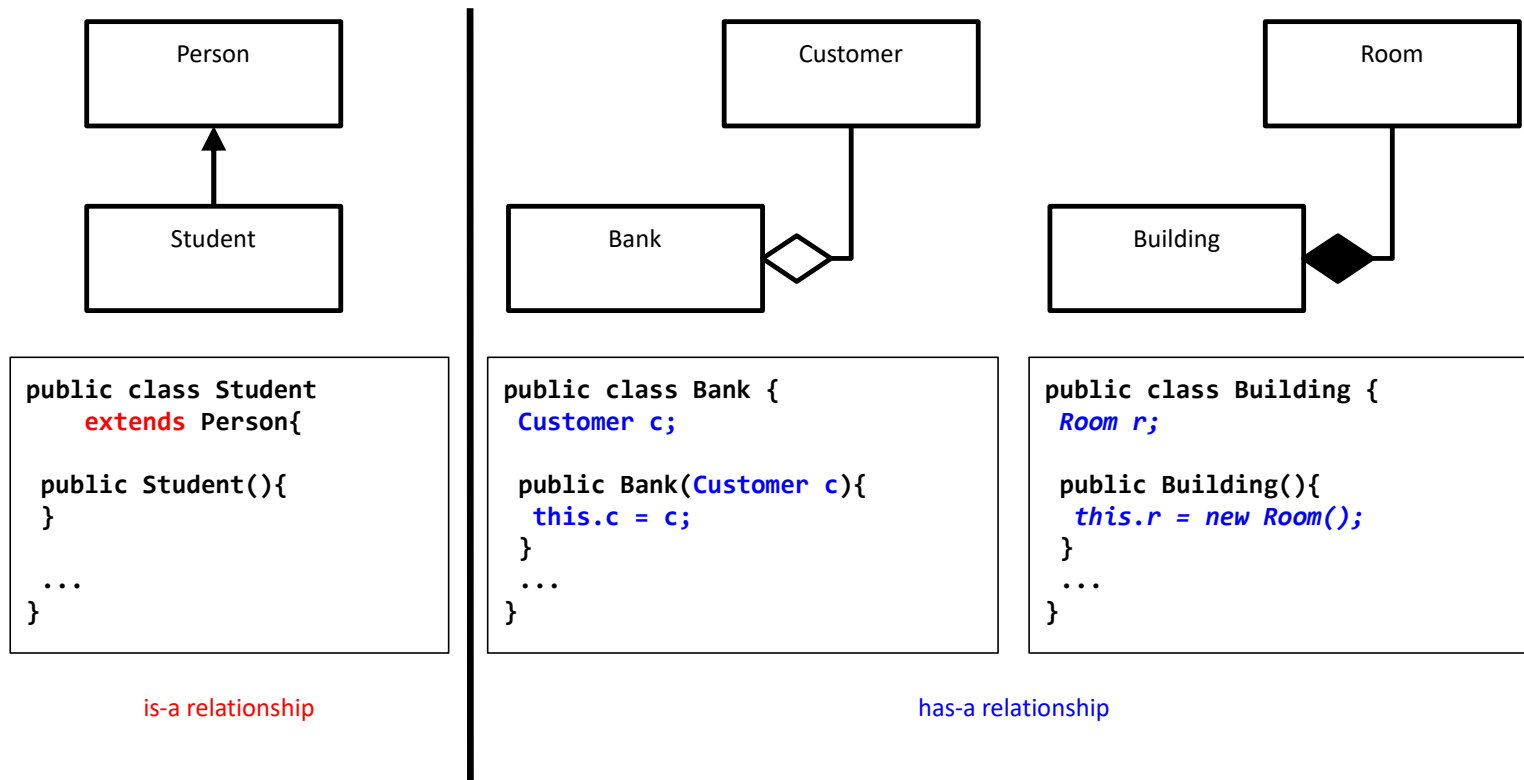 Person
Student
public class Student
    extends Person{
 public Student(){
 }
 ...
}
is-a relationship
Customer
Bank
public class Bank {
 Customer c;
 public Bank(Customer c){
  this.c = c;
 }
 ...
}
Room
Building
public class Building {
 Room r;
 public Building(){
  this.r = new Room();
 }
 ...
}
has-a relationship